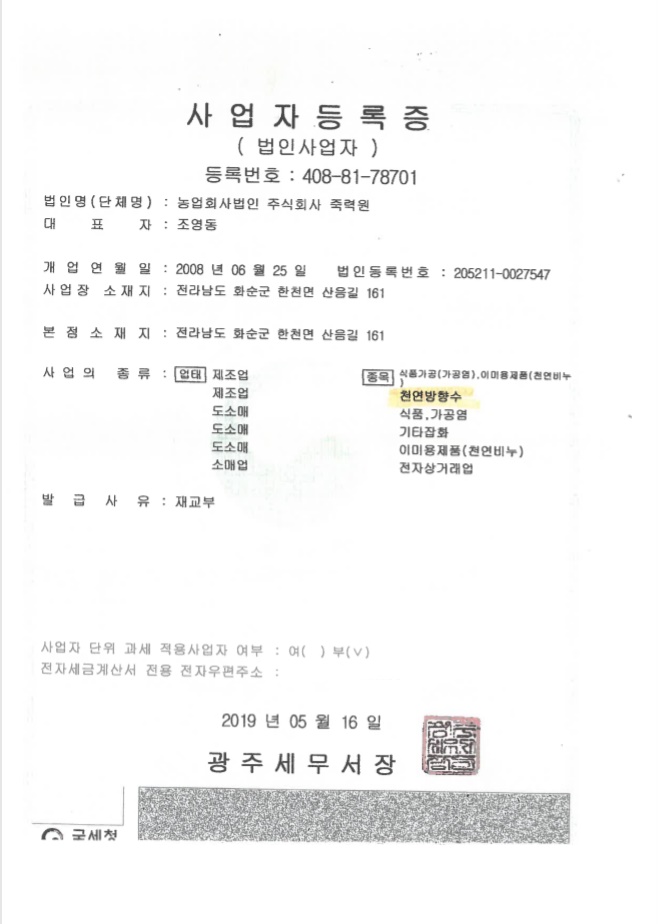 사업자등록증
( 법인사업자 )
등록번호 : 408-81-78701
법인명(단체명) : 농업회사법인 주식회사 죽력원
대 표 자 : 조영동
개 업 연 월 일 : 2008 년 06 월 25 일 법인등록번호 : 205211-0027547
사업장 소재지 : 전라남도 화순군 한천면 산음길 161
본점소재지 : 전라남도 화순군 한천면 산음길 161
사업의 종류 : 업태 제조업 종목 식품가공(가공염),이미용제품(천연비누
)
제조업 천연방향수
도소매 식품,가공염
도소매 기타잡화
도소매 이미용제품(천연비누)
소매업 전자상거래업
발 급 사 유 : 재교부
사업자 단위 과세 적용사업자 여부 : 여( ) 부(∨)
전자세금계산서 전용 전자우편주소 :
2019 년 05 월 16 일
광주세무서장
국세청